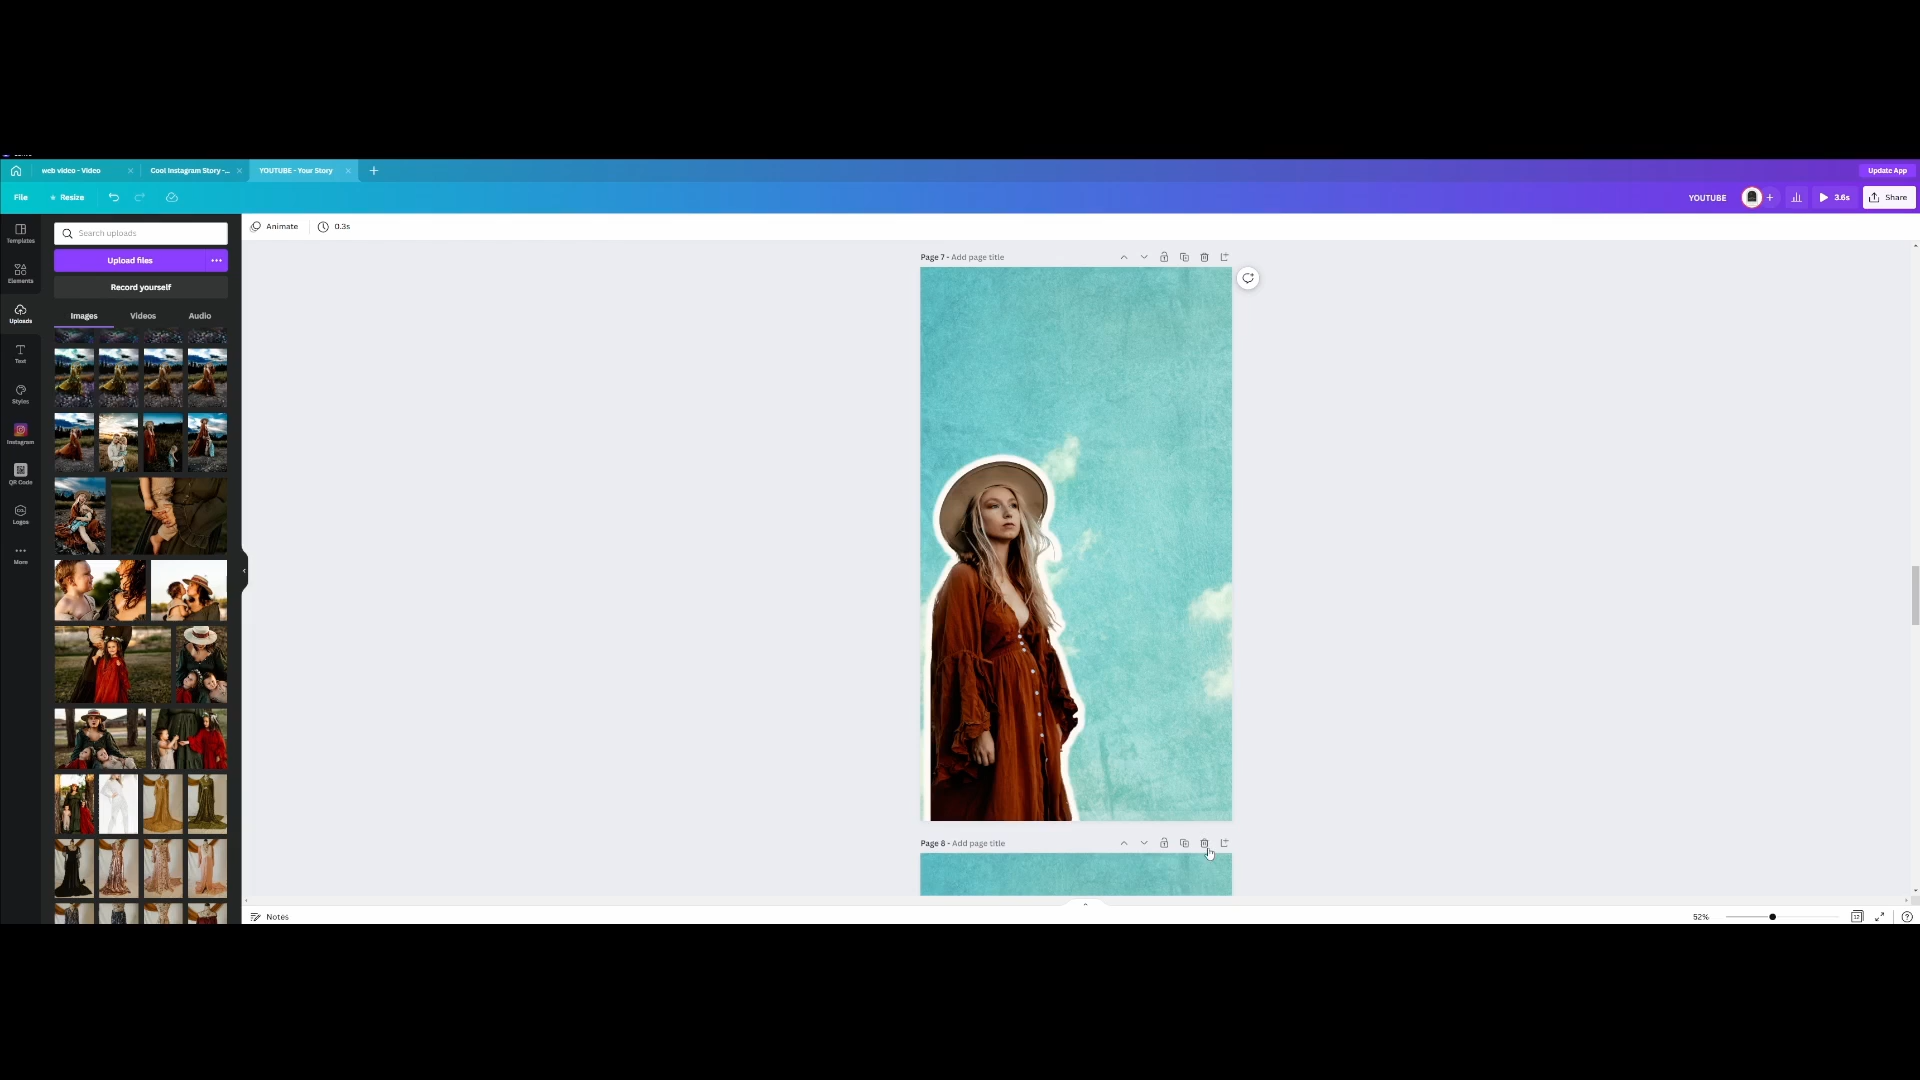 web video - Video
Cool Instagram Story -...
YOUTUBE - Your Story
Update App
File
Resize
YOUTUBE
3.6s
Share
Templates
Search uploads
Animate
0.3s
Upload files
Page 7 - Add page title
Elements
Record yourself
Uploads
Images
Videos
Audio
Text
Styles
Instagram
QR Code
Logos
More
Page 8 - Add page title
Notes
52%
12